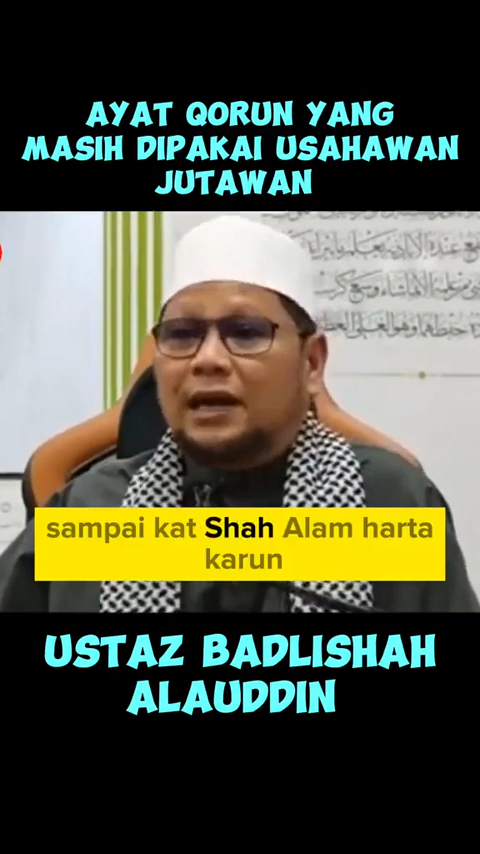 AYAT QORUN YANG
MASIH DIPAKAI USAHAWAN
JUTAWAN
sampai kat Shah Alam harta
karun
USTAZ BADLISHAH
ALAUDDIN